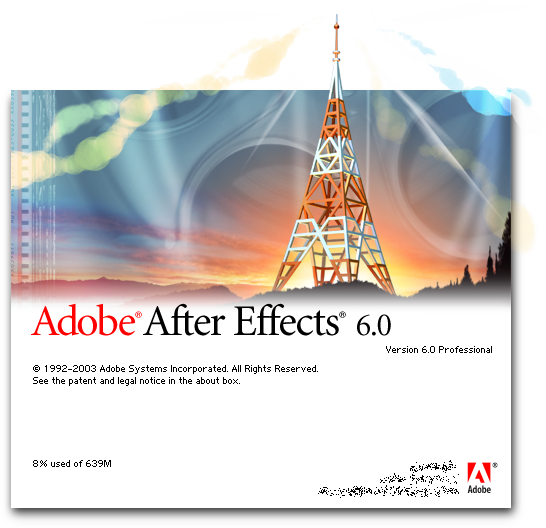 Adobe® After Effects® 6.0
Version 6.0 Professional
© 1992-2003 Adobe Systems Incorporated. All Rights Reserved.
See the patent and legal notice in the about box.
8% used of 639M
Adobe
®